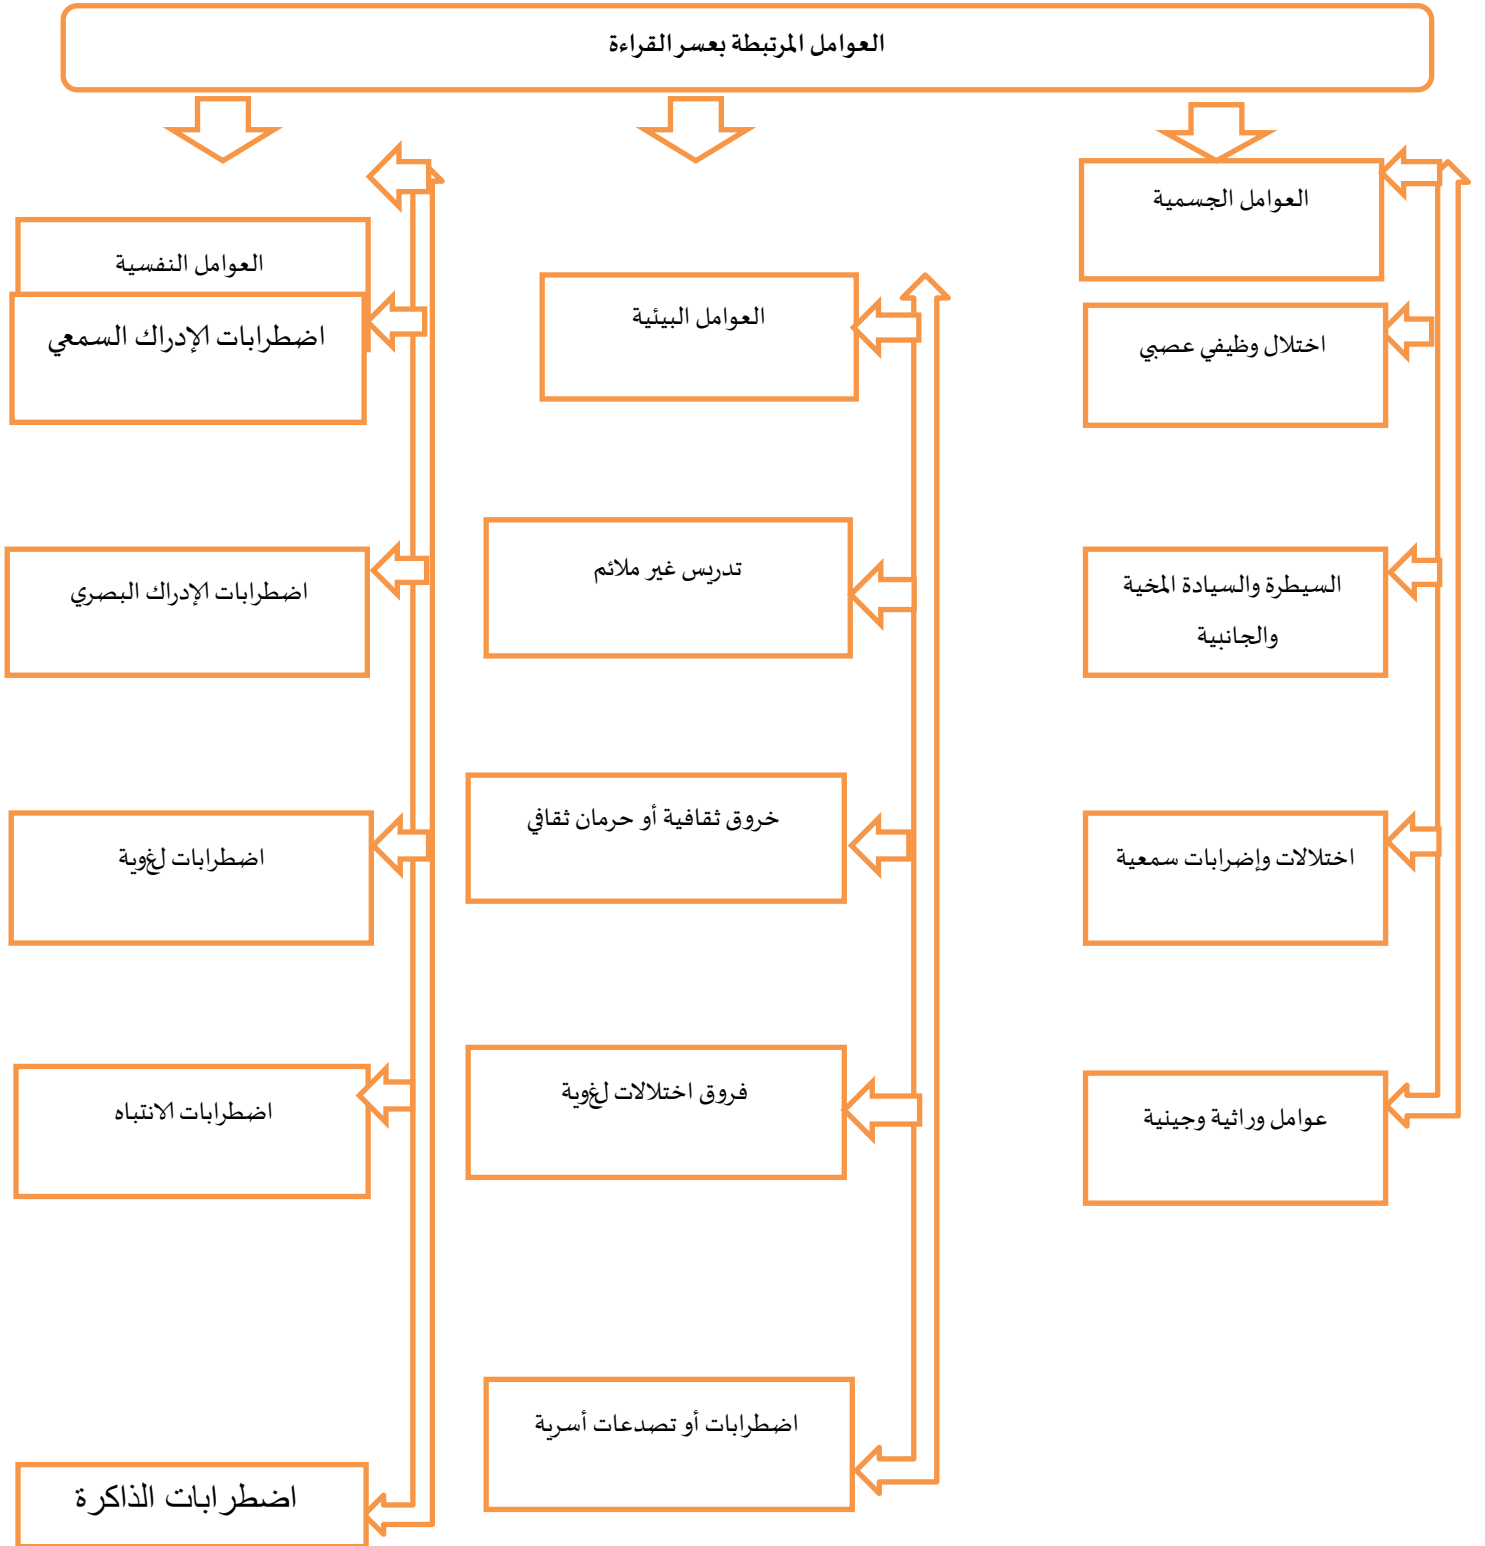 العوامل المرتبطة بعسر القراءة
العوامل الجسمية
اختلال وظيفي عصبي
السيطرة والسيادة المخية
والجانبية
اختلالات وإضرابات سمعية
عوامل وراثية وجينية
العوامل البيئية
تدريس غير ملائم
خروق ثقافية أو حرمان ثقافي
فروق اختلالات لغوية
اضطرابات أو تصدعات أسرية
العوامل النفسية
اضطرابات الإدراك السمعي
اضطرابات الإدراك البصري
اضطرابات لغوية
اضطرابات الانتباه
اضطرابات الذاكرة